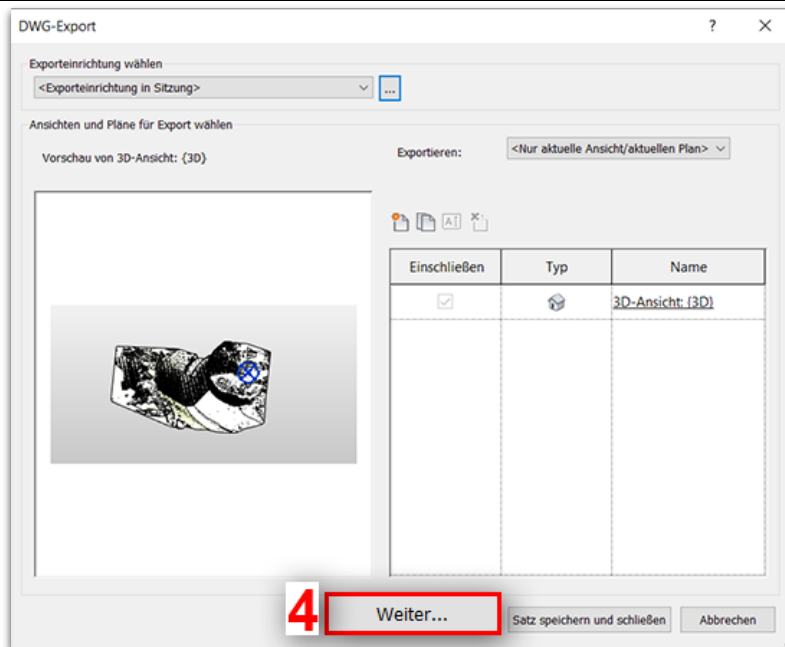 DWG-Export ?
Exporteinrichtung wählen
<Exporteinrichtung in Sitzung>
...
Ansichten und Pläne für Export wählen
Vorschau von 3D-Ansicht: {3D}
Exportieren:
<Nur aktuelle Ansicht/aktuellen Plan>
Einschließen Typ Name
3D-Ansicht: {3D}
4 Weiter... Satz speichern und schließen Abbrechen